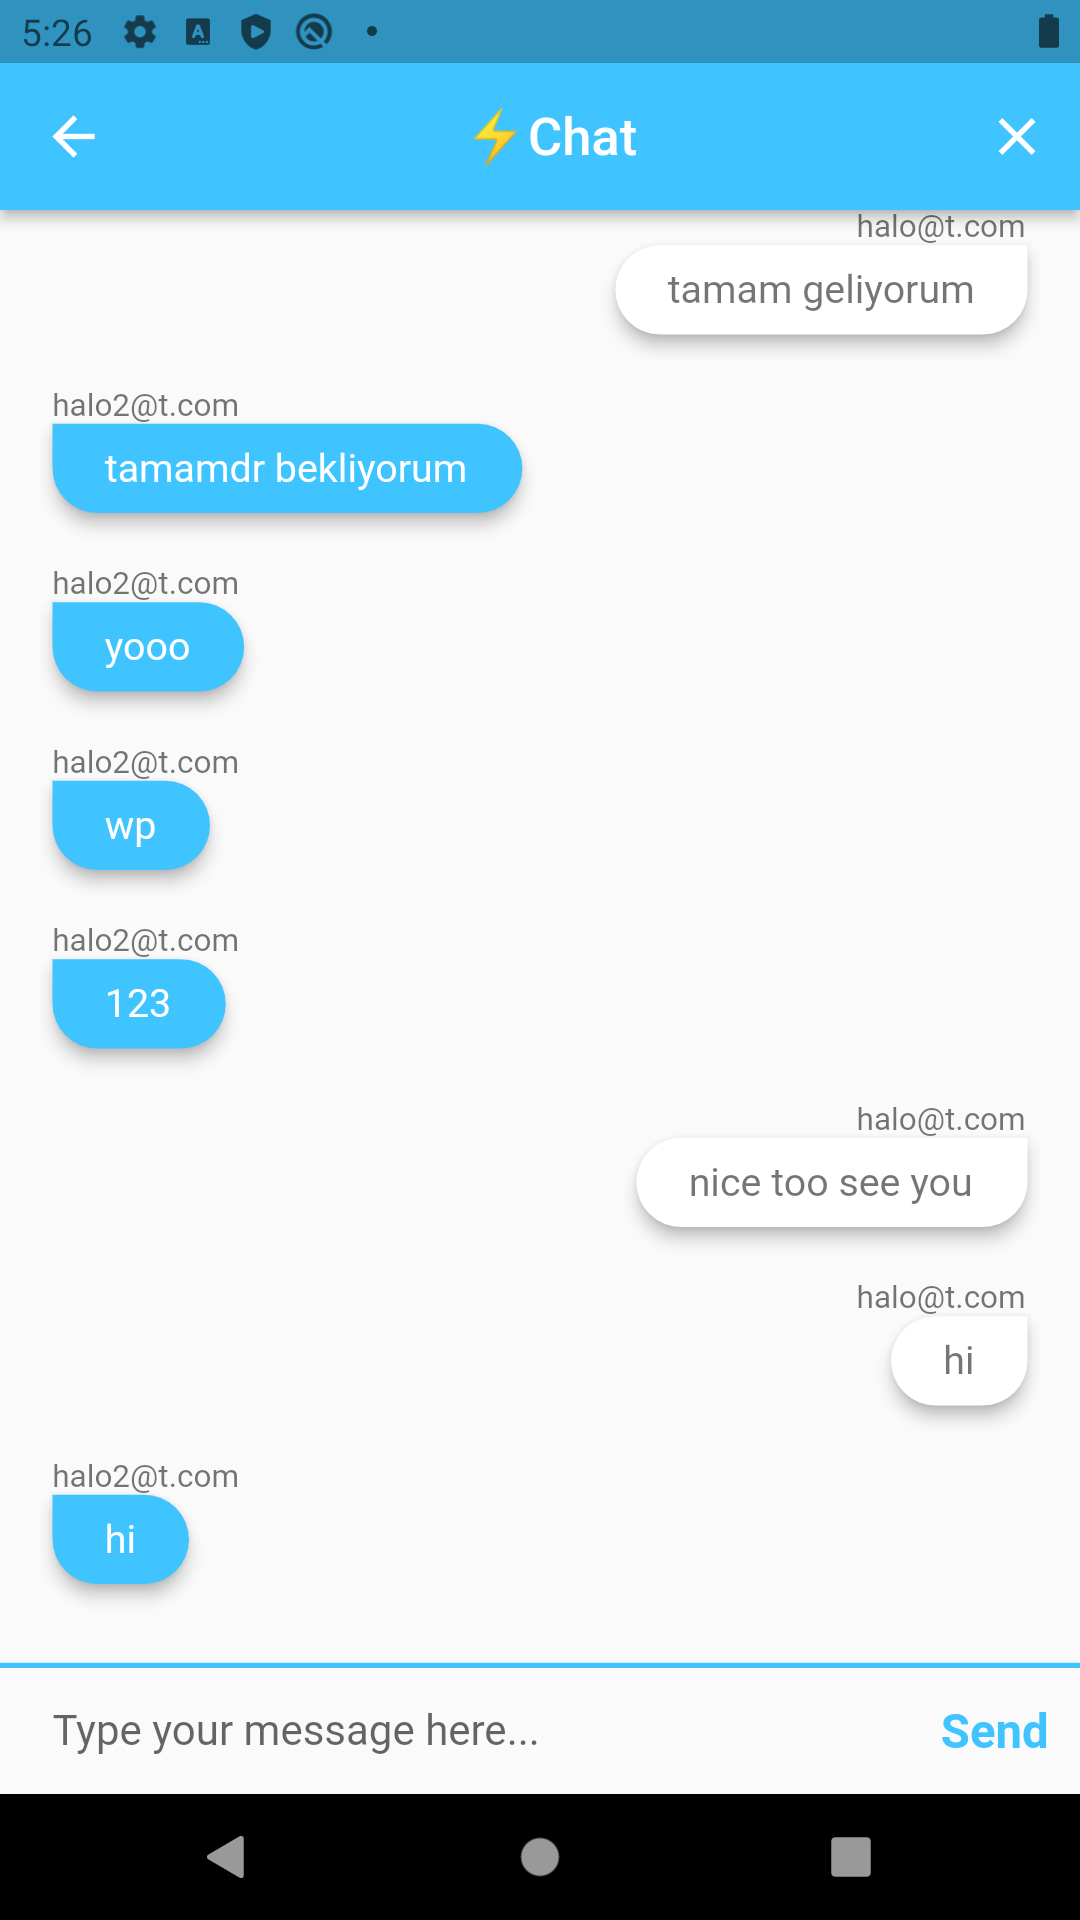 5:26
⚡Chat
halo@t.com
tamam geliyorum
halo2@t.com
tamamdr bekliyorum
halo2@t.com
yooo
halo2@t.com
wp
halo2@t.com
123
halo@t.com
nice too see you
halo@t.com
hi
halo2@t.com
hi
Type your message here...
Send